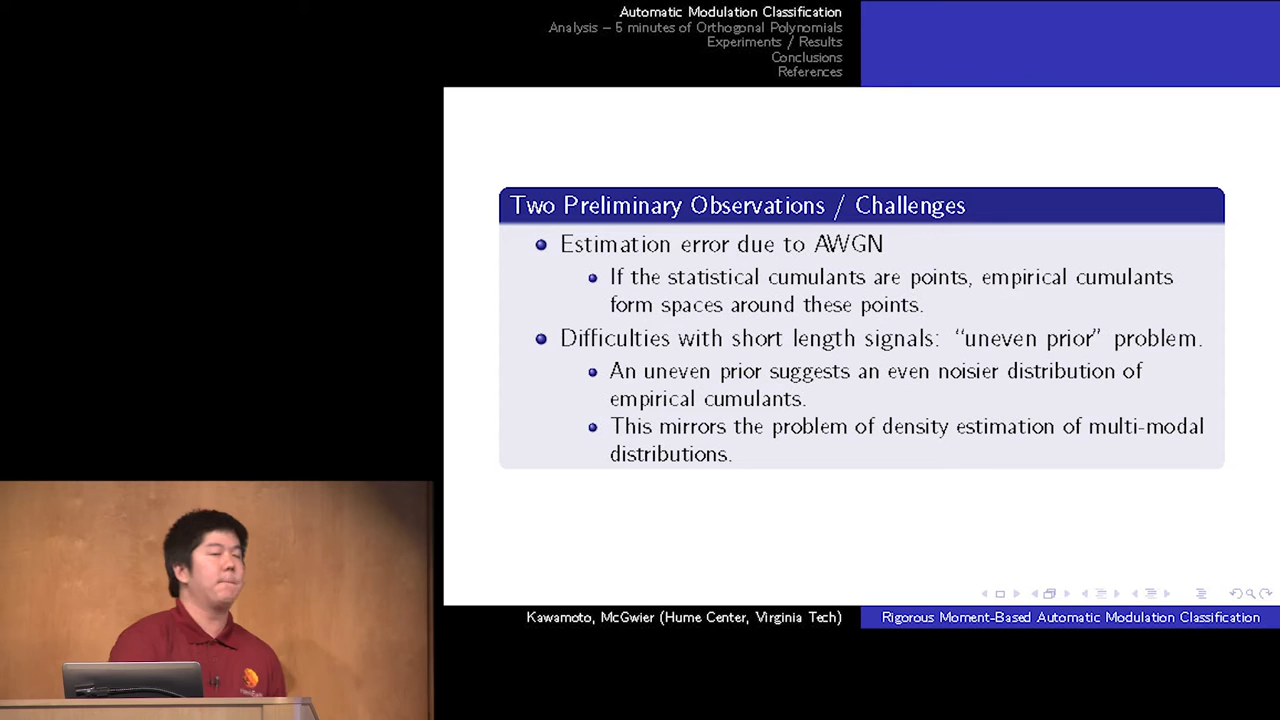 Automatic Modulation Classification
Analysis – 5 minutes of Orthogonal Polynomials
Experiments / Results
Conclusions
References
Two Preliminary Observations / Challenges
Estimation error due to AWGN
If the statistical cumulants are points, empirical cumulants
form spaces around these points.
Difficulties with short length signals: “uneven prior” problem.
An uneven prior suggests an even noisier distribution of
empirical cumulants.
This mirrors the problem of density estimation of multi-modal
distributions.
Kawamoto, McGwier (Hume Center, Virginia Tech)
Rigorous Moment-Based Automatic Modulation Classification